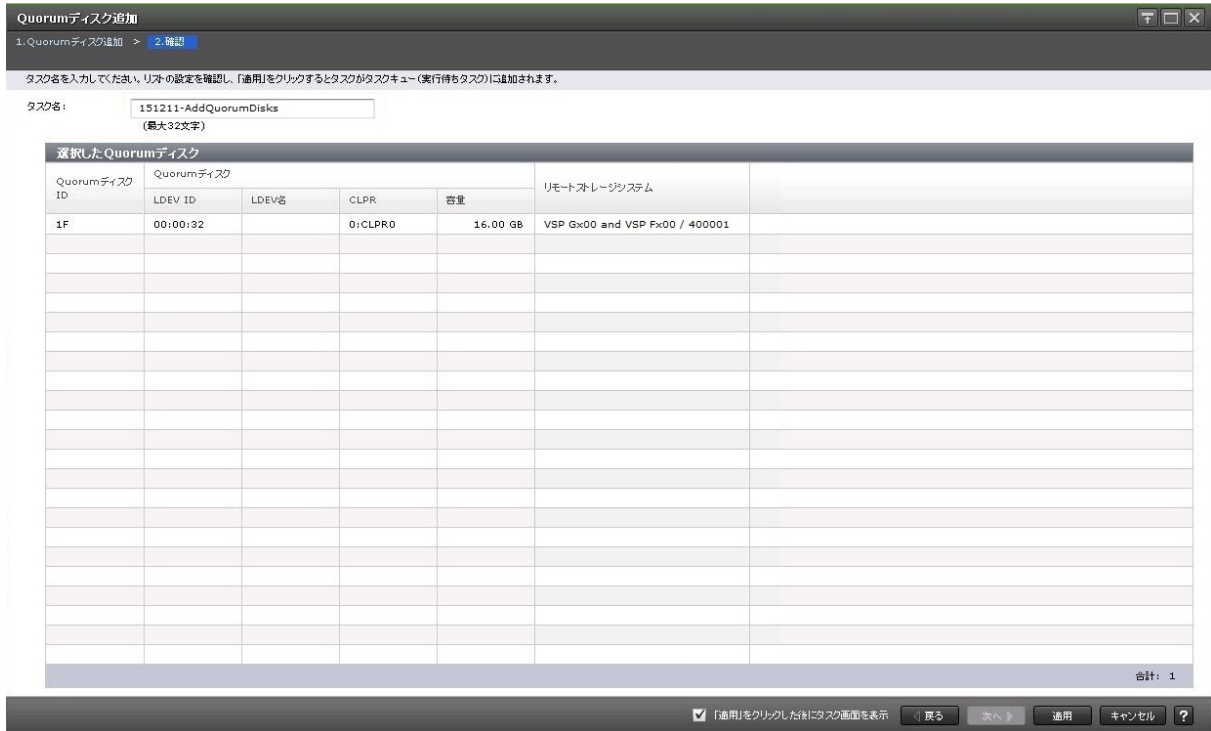 Quorumディスク追加
1.Quorumディスク追加 > 2.確認
タスク名を入力してください。リストの設定を確認し、「適用」をクリックするとタスクがタスクキュー(実行待ちタスク)に追加されます。
タスク名: 151211-AddQuorumDisks
(最大32文字)
選択したQuorumディスク
QuorumディスクID Quorumディスク リモートストレージシステム
LDEV ID LDEV名 CLPR 容量
1F 00:00:32 0:CLPR0 16.00 GB VSP Gx00 and VSP Fx00 / 400001
合計: 1
「適用」をクリックした後にタスク画面を表示 戻る 次へ 適用 キャンセル ?